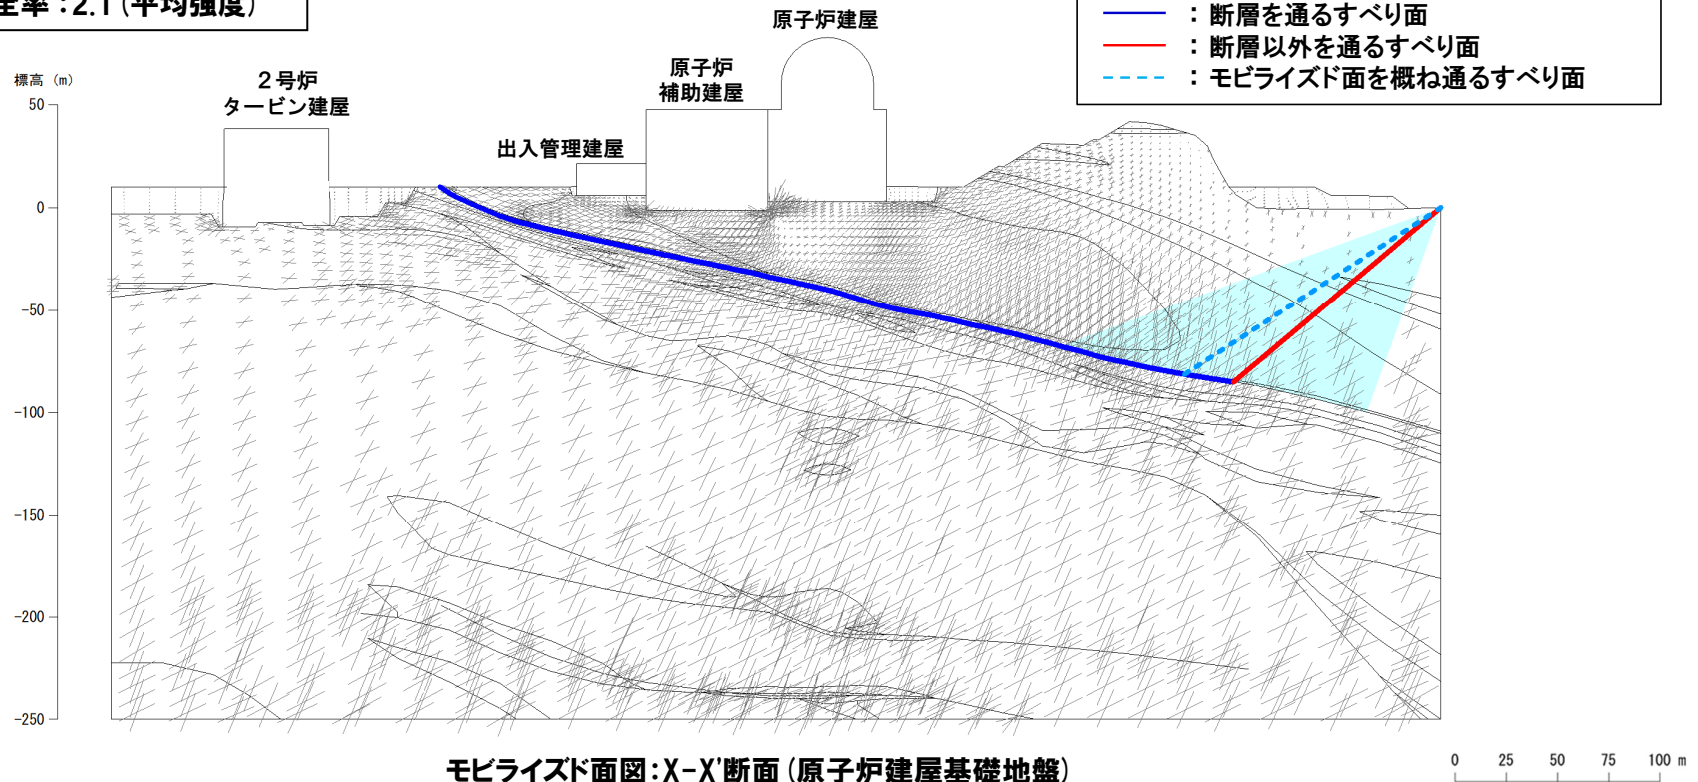 全率：2.1（平均強度）
：断層を通るすべり面
：断層以外を通るすべり面
：モビライズド面を概ね通るすべり面
原子炉建屋
原子炉
補助建屋
２号炉
タービン建屋
出入管理建屋
標高（m）
50
0
-50
-100
-150
-200
-250
モビライズド面図：X-X'断面（原子炉建屋基礎地盤）
0 25 50 75 100 m